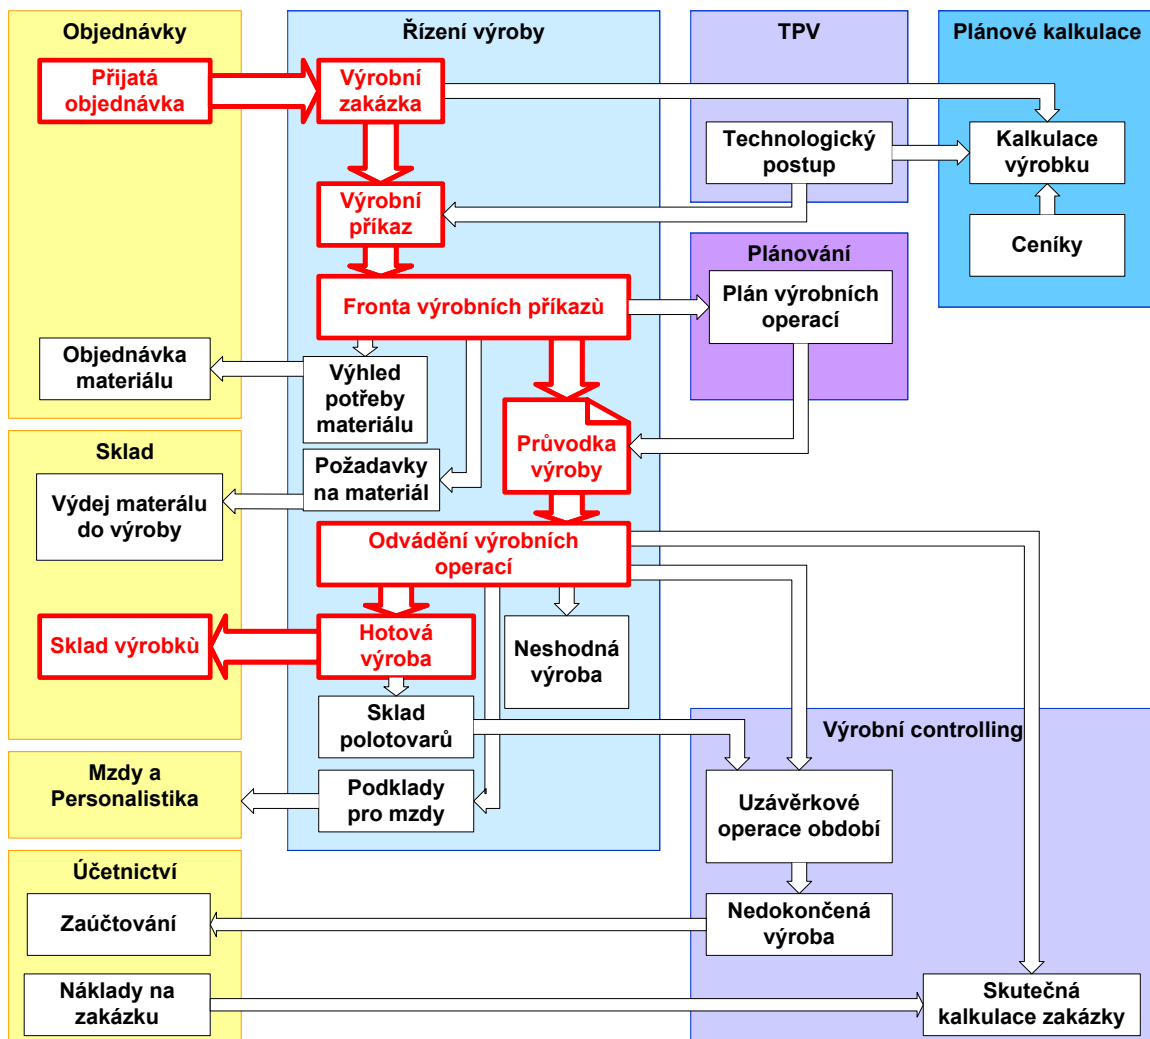 Objednávky
Řízení výroby
TPV
Plánové kalkulace
Přijatá
objednávka
Výrobní
zakázka
Technologický
postup
Kalkulace
výrobku
Výrobní
příkaz
Ceníky
Plánování
Fronta výrobních příkazù
Plán výrobních
operací
Objednávka
materiálu
Výhled
potřeby
materiálu
Průvodka
výroby
Sklad
Požadavky
na materiál
Výdej materálu
do výroby
Odvádění výrobních
operací
Sklad výrobkù
Hotová
výroba
Neshodná
výroba
Sklad
polotovarů
Výrobní controlling
Mzdy a
Personalistika
Podklady
pro mzdy
Uzávěrkové
operace období
Účetnictví
Zaúčtování
Nedokončená
výroba
Náklady na
zakázku
Skutečná
kalkulace zakázky